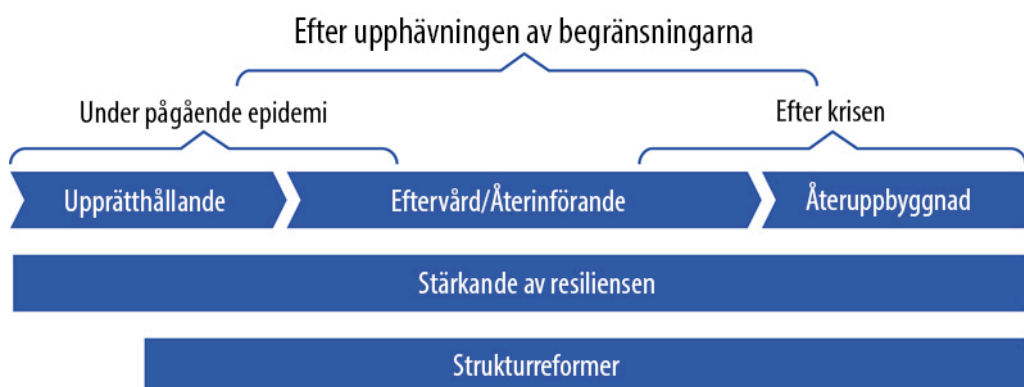 Efter upphävningen av begränsningarna
Under pågående epidemi
Efter krisen
Upprätthållande
Eftervård/Återinförande
Återuppbyggnad
Stärkande av resiliensen
Strukturreformer